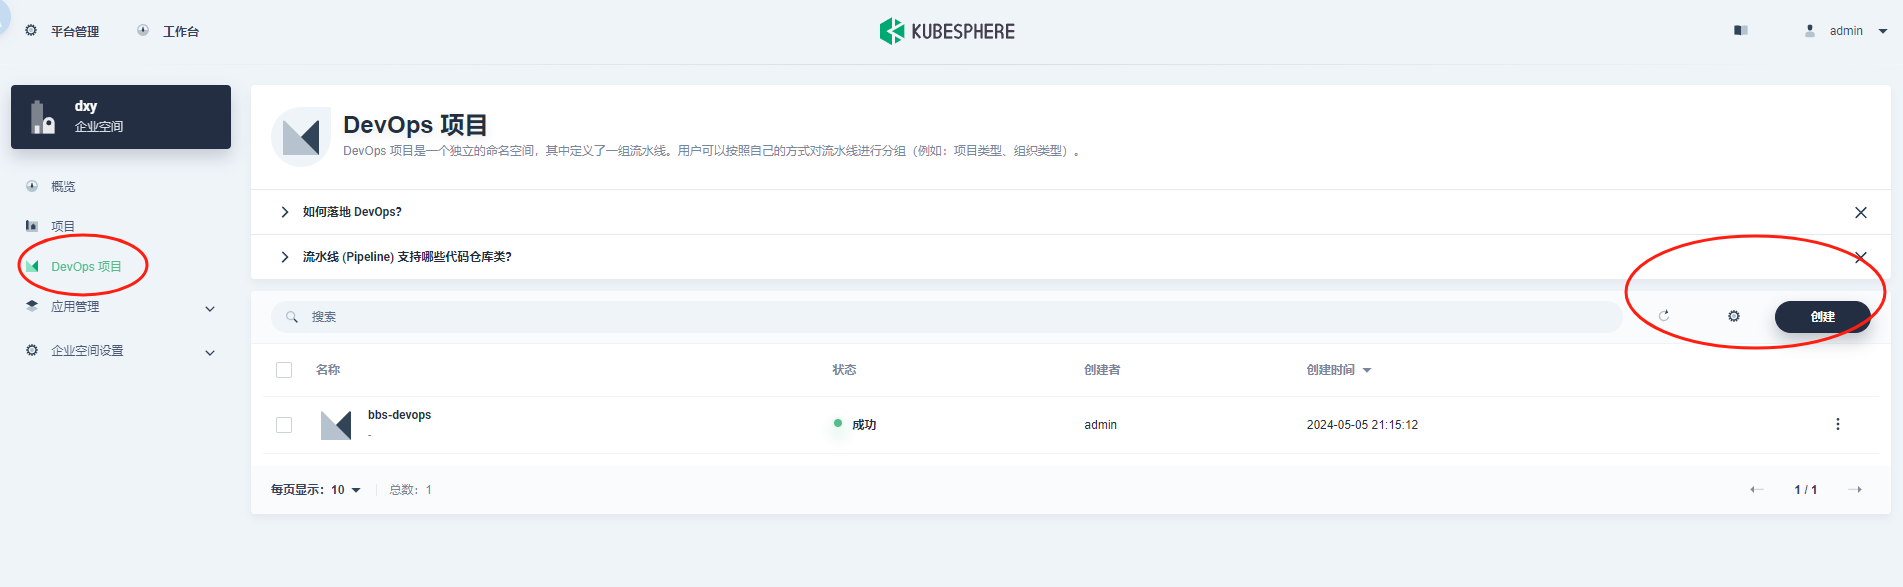 平台管理
工作台
KUBESPHERE
admin
dxy
企业空间
概览
项目
DevOps 项目
应用管理
企业空间设置
DevOps 项目
DevOps 项目是一个独立的命名空间，其中定义了一组流水线。用户可以按照自己的方式对流水线进行分组（例如：项目类型、组织类型）。
如何落地 DevOps?
流水线 (Pipeline) 支持哪些代码仓库类?
搜索
创建
名称 状态 创建者 创建时间
bbs-devops
-
成功 admin 2024-05-05 21:15:12
每页显示：10 总数：1
1 / 1